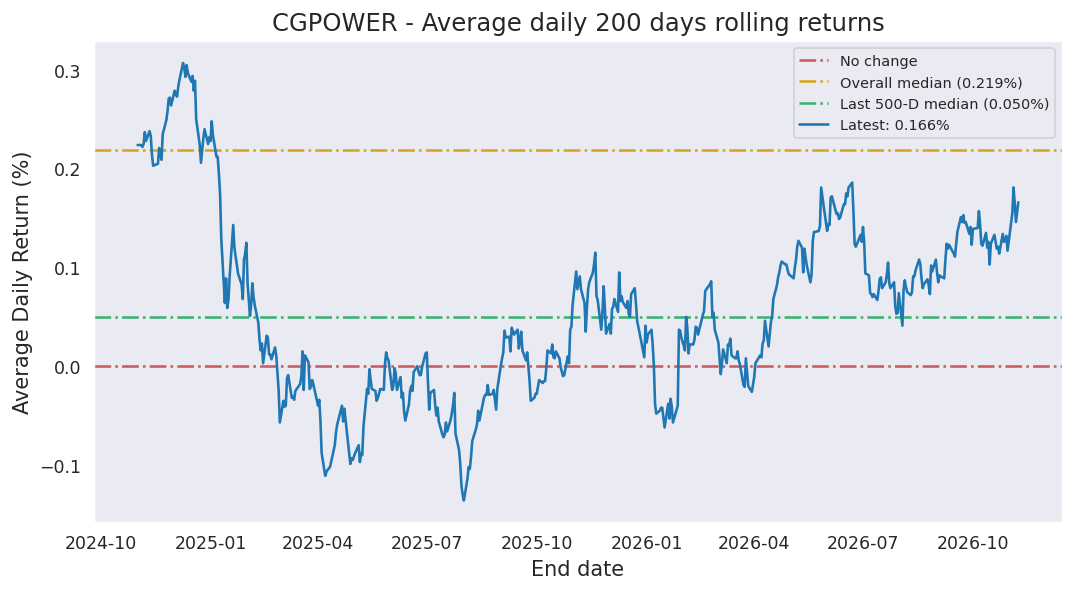 CGPOWER - Average daily 200 days rolling returns
Average Daily Return (%)
0.3
0.2
0.1
0.0
−0.1
No change
Overall median (0.219%)
Last 500-D median (0.050%)
Latest: 0.166%
2024-10 2025-01 2025-04 2025-07 2025-10 2026-01 2026-04 2026-07 2026-10
End date